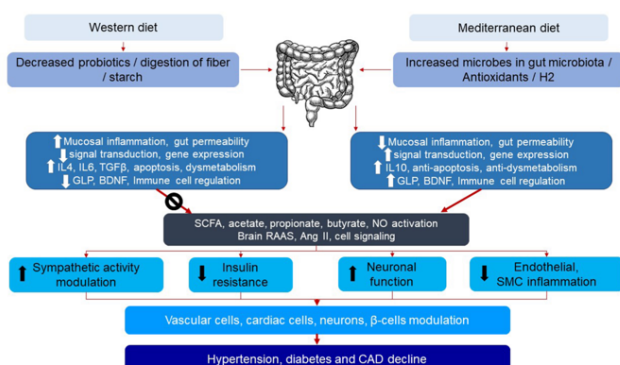 Western diet
Mediterranean diet
Decreased probiotics / digestion of fiber
/ starch
Increased microbes in gut microbiota /
Antioxidants / H2
Mucosal inflammation, gut permeability
signal transduction, gene expression
IL4, IL6, TGFβ, apoptosis, dysmetabolism
GLP, BDNF, Immune cell regulation
Mucosal inflammation, gut permeability
signal transduction, gene expression
IL10, anti-apoptosis, anti-dysmetabolism
GLP, BDNF, Immune cell regulation
SCFA, acetate, propionate, butyrate, NO activation
Brain RAAS, Ang II, cell signaling
Sympathetic activity
modulation
Insulin
resistance
Neuronal
function
Endothelial,
SMC inflammation
Vascular cells, cardiac cells, neurons, β-cells modulation
Hypertension, diabetes and CAD decline